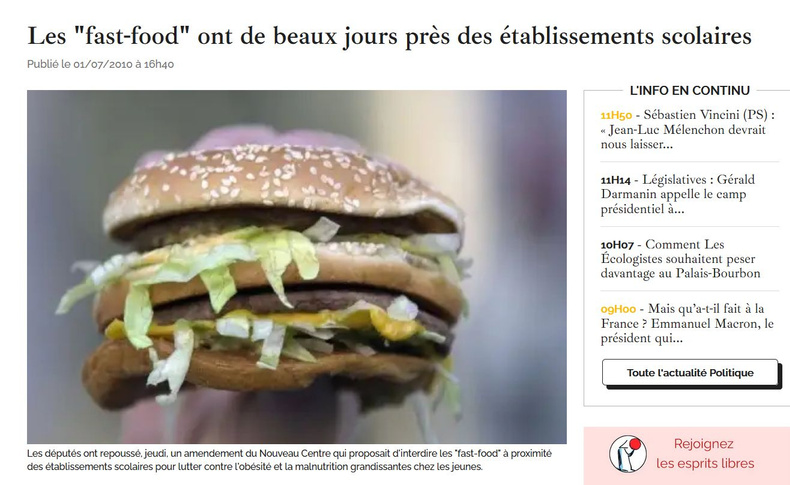 Les "fast-food" ont de beaux jours près des établissements scolaires
Publié le 01/07/2010 à 16h40
Les députés ont repoussé, jeudi, un amendement du Nouveau Centre qui proposait d'interdire les "fast-food" à proximité
des établissements scolaires pour lutter contre l'obésité et la malnutrition grandissantes chez les jeunes.
L'INFO EN CONTINU
11H50 - Sébastien Vincini (PS) :
« Jean-Luc Mélenchon devrait
nous laisser...
11H14 - Législatives : Gérald
Darmanin appelle le camp
présidentiel à...
10H07 - Comment Les
Écologistes souhaitent peser
davantage au Palais-Bourbon
09H00 - Mais qu'a-t-il fait à la
France ? Emmanuel Macron, le
président qui...
Toute l'actualité Politique
Rejoignez
les esprits libres